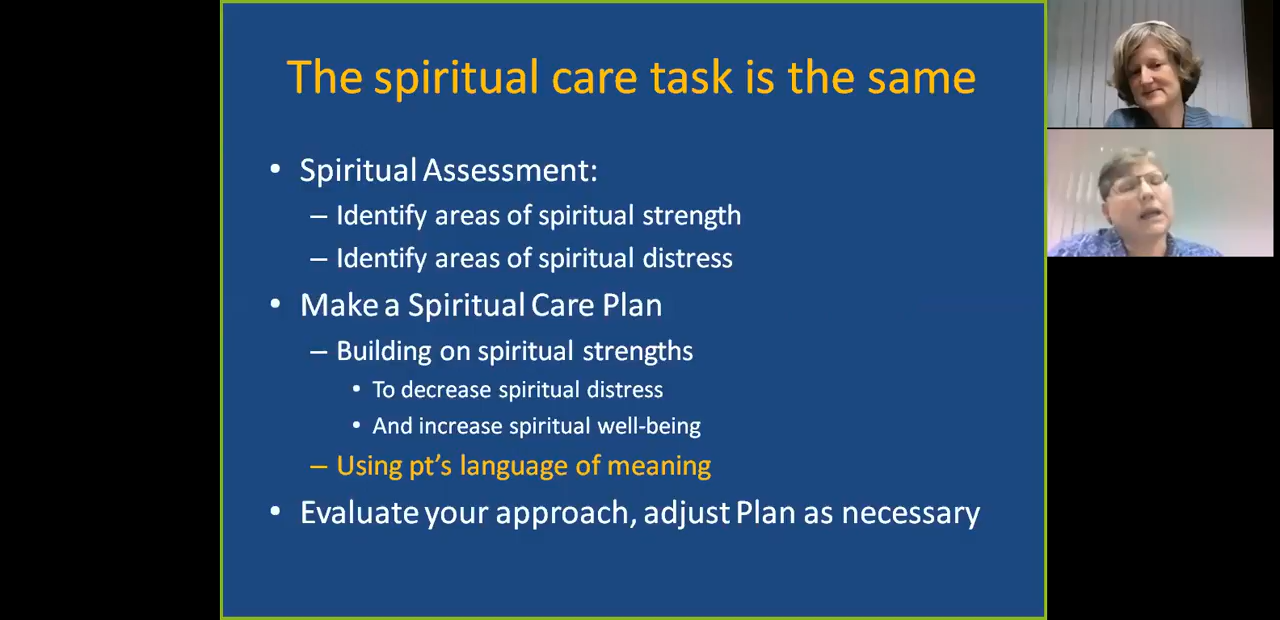 The spiritual care task is the same
• Spiritual Assessment:
– Identify areas of spiritual strength
– Identify areas of spiritual distress
• Make a Spiritual Care Plan
– Building on spiritual strengths
• To decrease spiritual distress
• And increase spiritual well-being
– Using pt’s language of meaning
• Evaluate your approach, adjust Plan as necessary